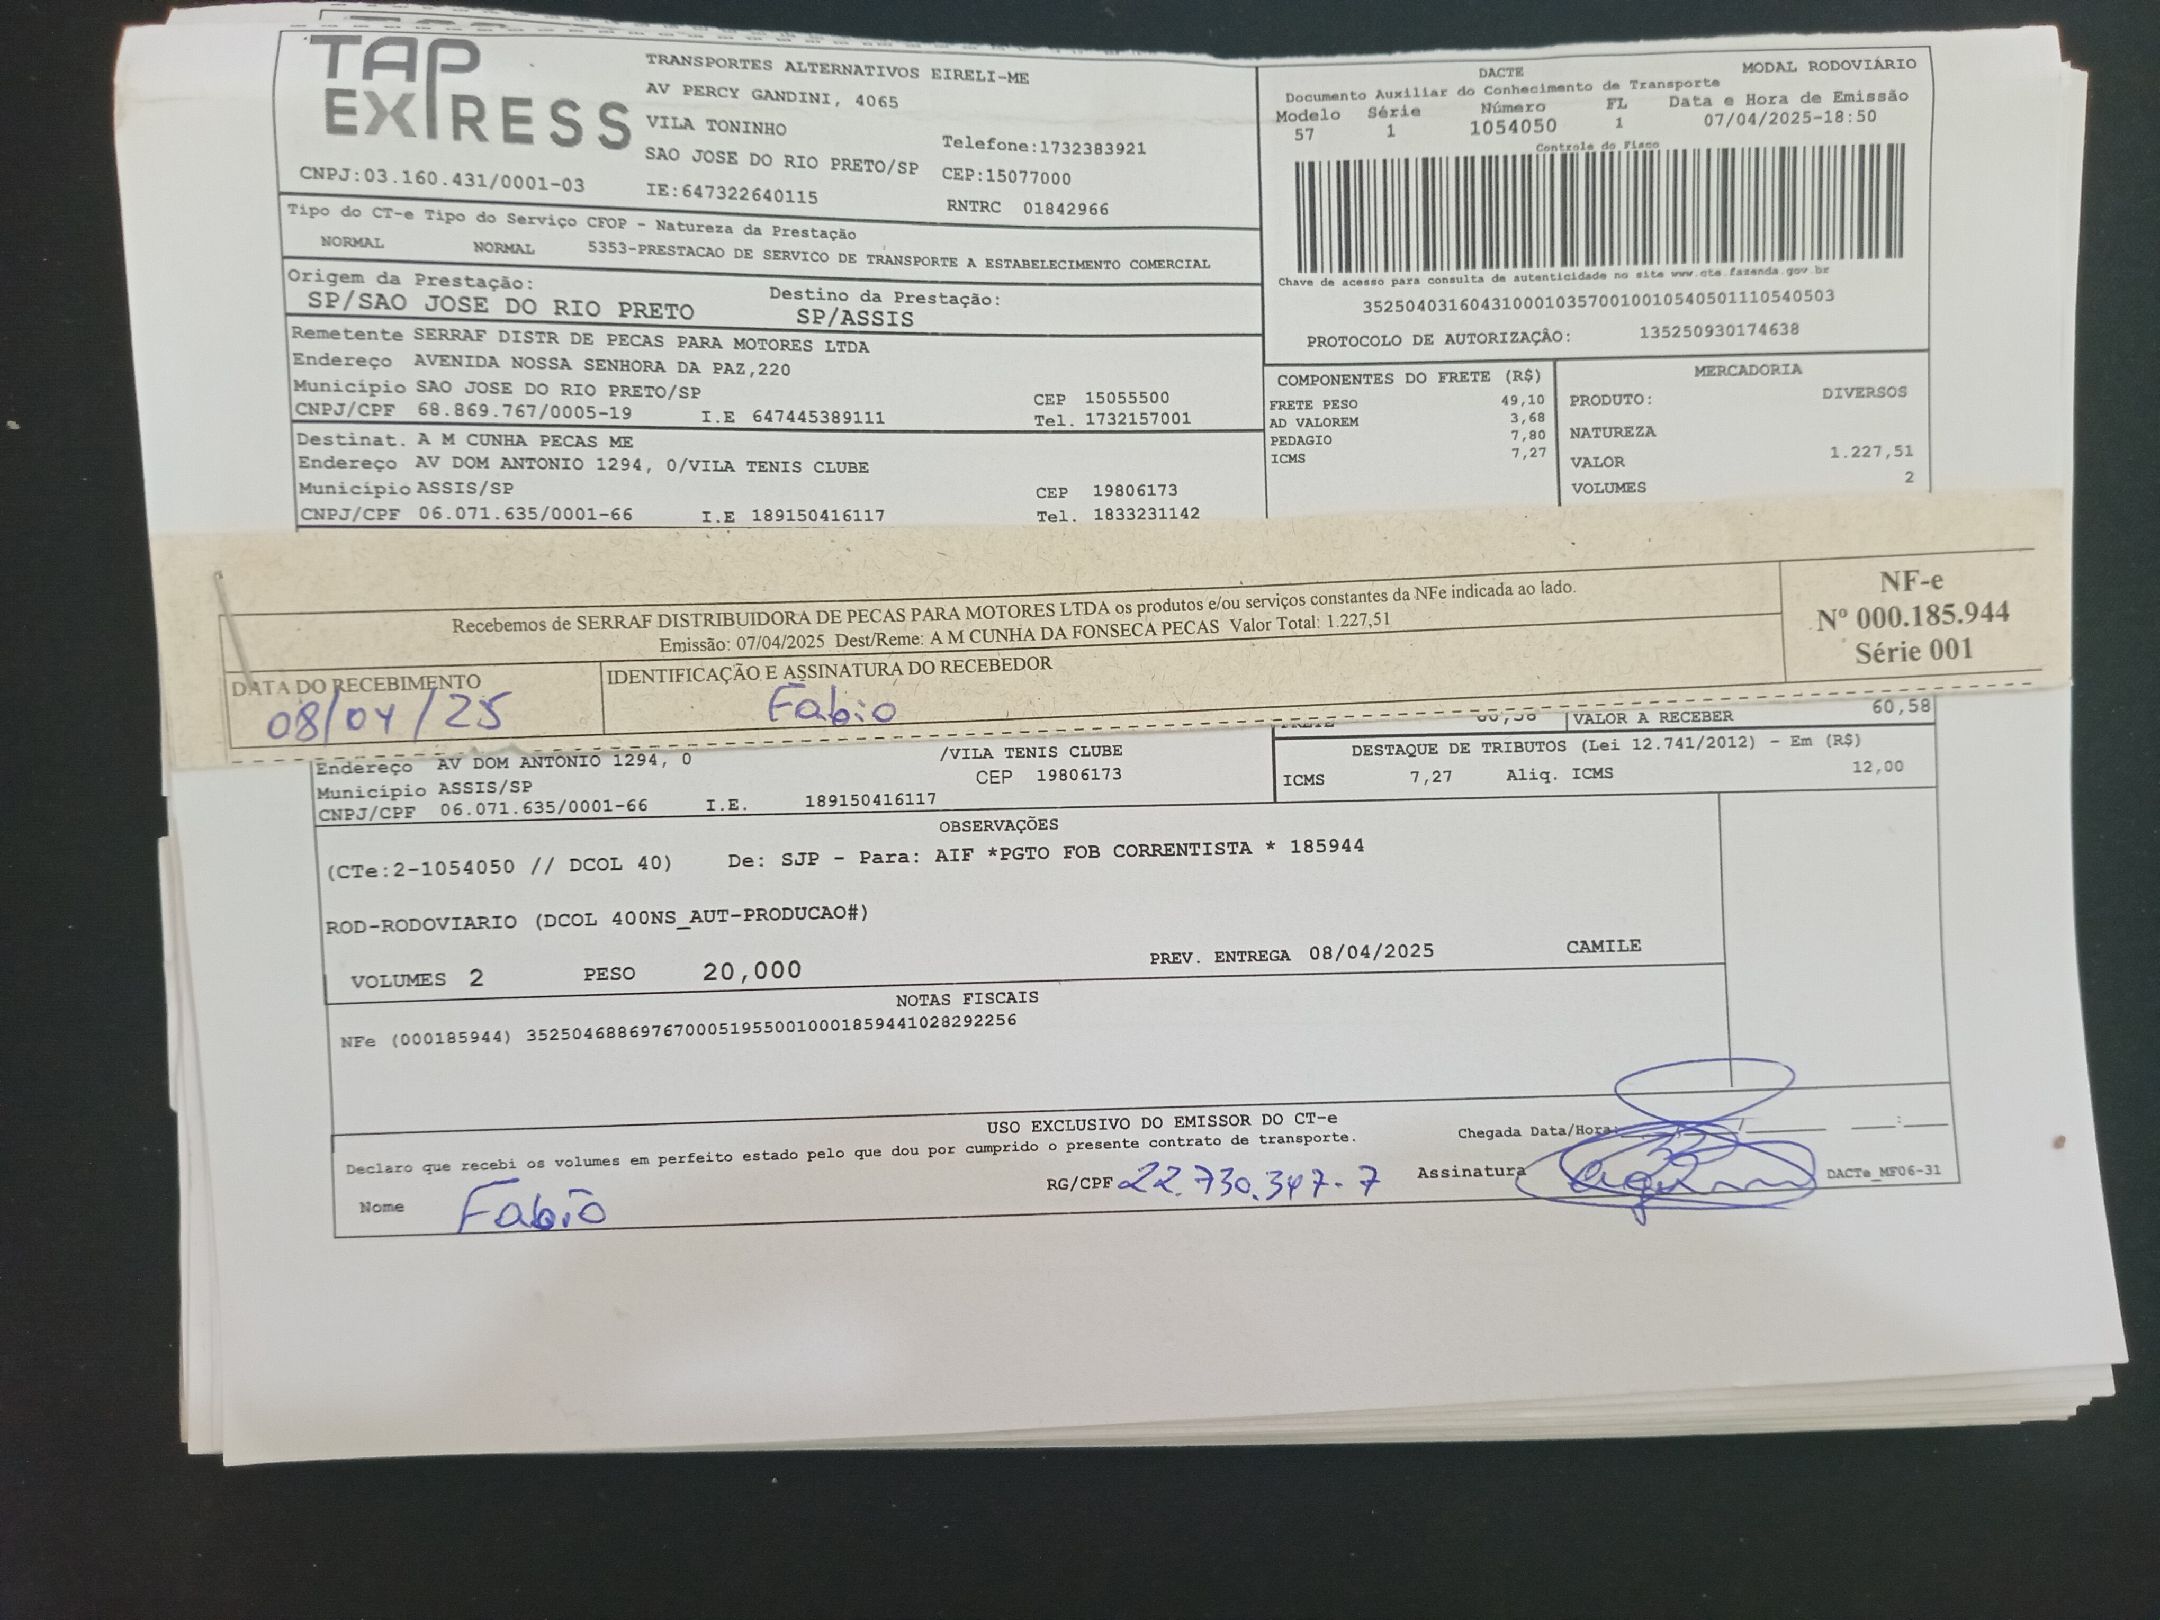 TAP
EXPRESS
TRANSPORTES ALTERNATIVOS EIRELI-ME
AV PERCY GANDINI, 4065
VILA TONINHO
SAO JOSE DO RIO PRETO/SP
IE:647322640115
Telefone:1732383921
CEP:15077000
RNTRC 01842966
CNPJ:03.160.431/0001-03
DACTE
MODAL RODOVIÁRIO
Documento Auxiliar do Conhecimento de Transporte
Modelo Série Número FL Data e Hora de Emissão
57 1 1054050 1 07/04/2025-18:50
Controle do Fisco
Chave de acesso para consulta de autenticidade no site www.cte.fazenda.gov.br
35250403160431000103570010010540501110540503
PROTOCOLO DE AUTORIZAÇÂO: 135250930174638
Tipo do CT-e Tipo do Serviço CFOP - Natureza da Prestação
NORMAL NORMAL 5353-PRESTACAO DE SERVICO DE TRANSPORTE A ESTABELECIMENTO COMERCIAL
Origem da Prestação: Destino da Prestação:
SP/SAO JOSE DO RIO PRETO SP/ASSIS
Remetente SERRAF DISTR DE PECAS PARA MOTORES LTDA
Endereço AVENIDA NOSSA SENHORA DA PAZ,220
Município SAO JOSE DO RIO PRETO/SP CEP 15055500
CNPJ/CPF 68.869.767/0005-19 I.E 647445389111 Tel. 1732157001
Destinat. A M CUNHA PECAS ME
Endereço AV DOM ANTONIO 1294, 0/VILA TENIS CLUBE
Município ASSIS/SP CEP 19806173
CNPJ/CPF 06.071.635/0001-66 I.E 189150416117 Tel. 1833231142
COMPONENTES DO FRETE (R$)
FRETE PESO 49,10
AD VALOREM 3,68
PEDAGIO 7,80
ICMS 7,27
MERCADORIA
PRODUTO: DIVERSOS
NATUREZA
VALOR 1.227,51
VOLUMES 2
Recebemos de SERRAF DISTRIBUIDORA DE PECAS PARA MOTORES LTDA os produtos e/ou serviços constantes da NFe indicada ao lado.
Emissão: 07/04/2025 Dest/Reme: A M CUNHA DA FONSECA PECAS Valor Total: 1.227,51
NF-e
Nº 000.185.944
Série 001
DATA DO RECEBIMENTO IDENTIFICAÇÃO E ASSINATURA DO RECEBEDOR
08/04/25 Fabio
VALOR A RECEBER 60,58
Endereço AV DOM ANTONIO 1294, 0 /VILA TENIS CLUBE
Município ASSIS/SP CEP 19806173
CNPJ/CPF 06.071.635/0001-66 I.E. 189150416117
DESTAQUE DE TRIBUTOS (Lei 12.741/2012) - Em (R$)
ICMS 7,27 Aliq. ICMS 12,00
OBSERVAÇÕES
(CTe:2-1054050 // DCOL 40) De: SJP - Para: AIF *PGTO FOB CORRENTISTA * 185944
ROD-RODOVIARIO (DCOL 400NS_AUT-PRODUCAO#)
VOLUMES 2 PESO 20,000 PREV. ENTREGA 08/04/2025 CAMILE
NOTAS FISCAIS
NFe (000185944) 35250468869767000519550010001859441028292256
USO EXCLUSIVO DO EMISSOR DO CT-e
Declaro que recebi os volumes em perfeito estado pelo que dou por cumprido o presente contrato de transporte.
Chegada Data/Hora:
Nome Fabio RG/CPF 22.730.347-7 Assinatura DACTe_MF06-31